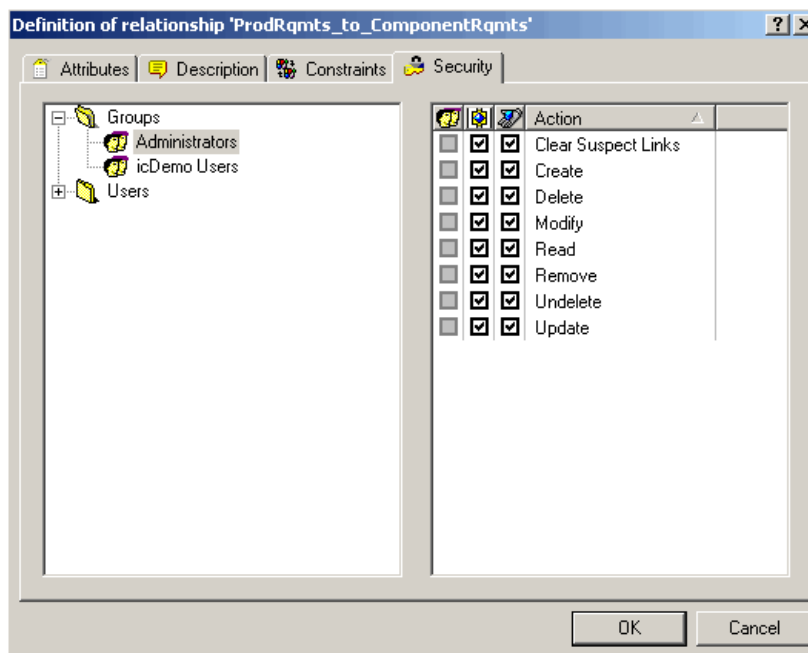 Definition of relationship 'ProdRqmts_to_ComponentRqmts'
Attributes Description Constraints Security
Groups
Administrators
icDemo Users
Users
Action
Clear Suspect Links
Create
Delete
Modify
Read
Remove
Undelete
Update
OK Cancel